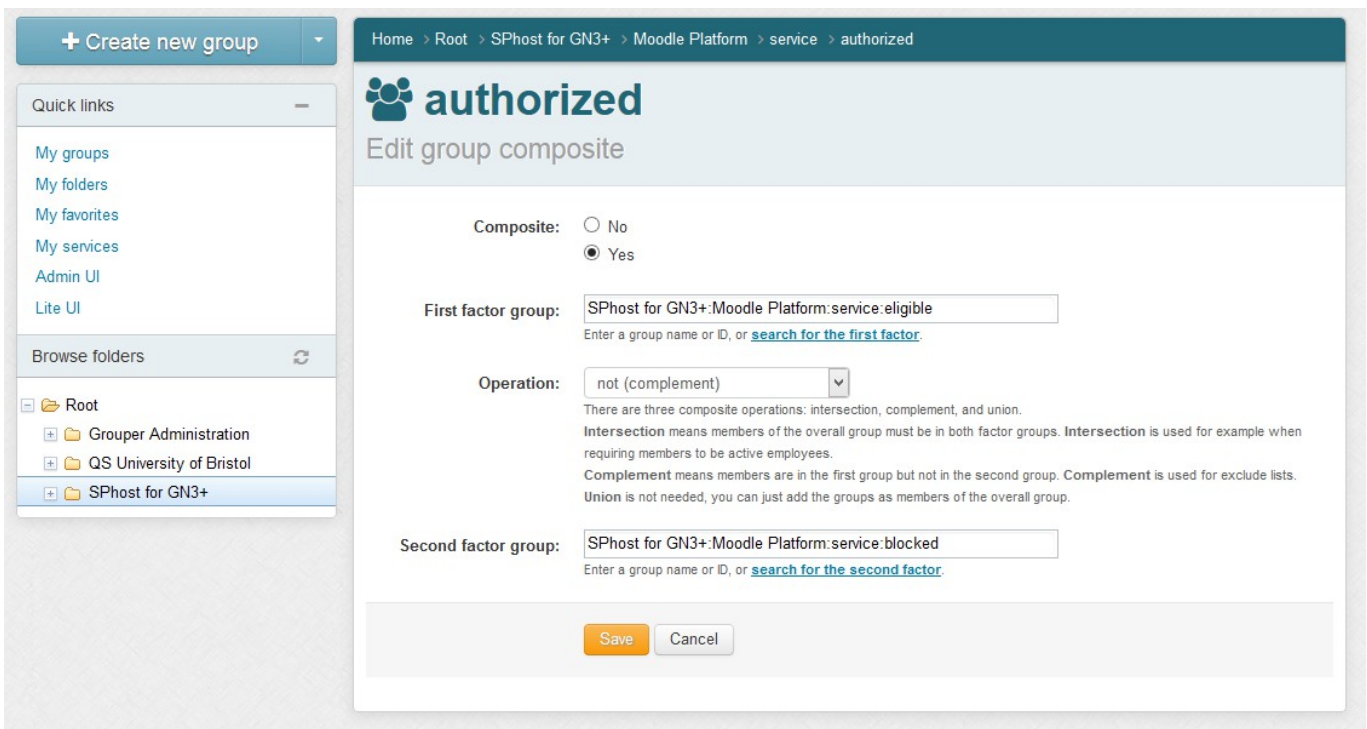 + Create new group
Quick links
My groups
My folders
My favorites
My services
Admin UI
Lite UI
Browse folders
Root
Grouper Administration
QS University of Bristol
SPhost for GN3+
Home > Root > SPhost for GN3+ > Moodle Platform > service > authorized
authorized
Edit group composite
Composite:
No
Yes
First factor group:
SPhost for GN3+:Moodle Platform:service:eligible
Enter a group name or ID, or search for the first factor.
Operation:
not (complement)
There are three composite operations: intersection, complement, and union.
Intersection means members of the overall group must be in both factor groups. Intersection is used for example when
requiring members to be active employees.
Complement means members are in the first group but not in the second group. Complement is used for exclude lists.
Union is not needed, you can just add the groups as members of the overall group.
Second factor group:
SPhost for GN3+:Moodle Platform:service:blocked
Enter a group name or ID, or search for the second factor.
Save
Cancel